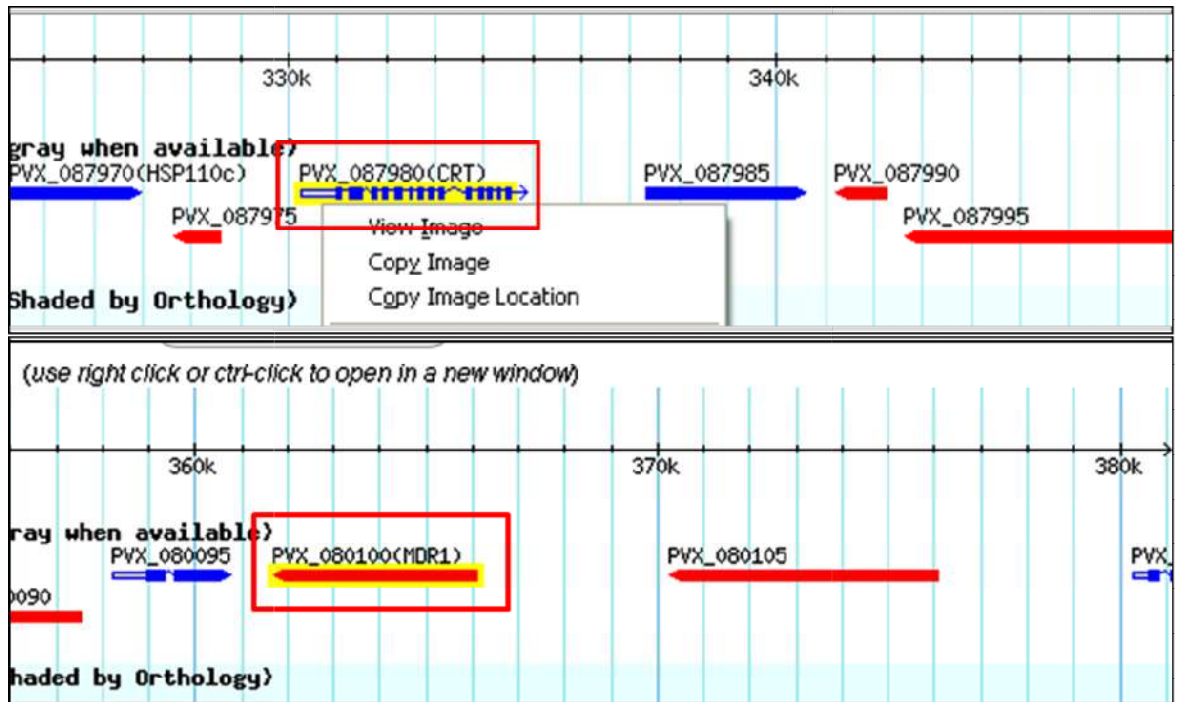 330k 340k
gray when available)
PVX_087970(HSP110c) PVX_087980(CRT) PVX_087985 PVX_087990
PVX_087975 PVX_087995
View Image
Copy Image
Copy Image Location
Shaded by Orthology)
(use right click or ctrl-click to open in a new window)
360k 370k 380k
ray when available)
PVX_080095 PVX_080100(MDR1) PVX_080105 PVX_
0090
haded by Orthology)